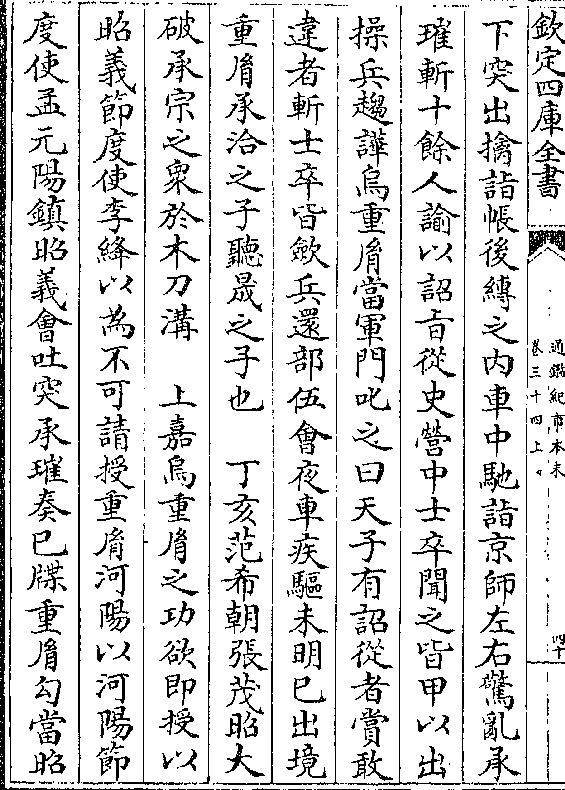 欽定四庫全書
通鑑紀事本末
卷三十四上
四十
下突出擒詣帳後縛之内車中馳詣京師左右驚亂承
璀斬十餘人諭以詔旨從史營中士卒聞之皆甲以出
操兵趨譁烏重胤當軍門叱之曰天子有詔從者賞敢
違者斬士卒皆斂兵還部伍會夜車疾驅未明已出境
重胤承洽之子聽晟之子也　丁亥范希朝張茂昭大
破承宗之衆於木刀溝　上嘉烏重胤之功欲即授以
昭義節度使李絳以為不可請授重胤河陽以河陽節
度使孟元陽鎮昭義會吐突承璀奏已牒重胤勾當昭